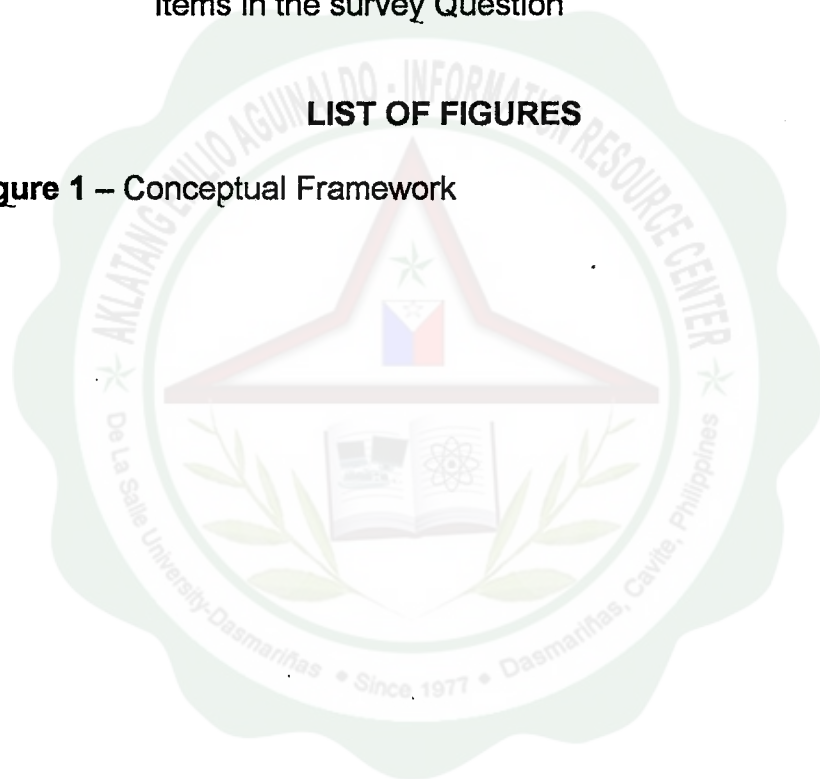 Items in the survey Question
LIST OF FIGURES
gure 1 – Conceptual Framework
AKLATANG EMILIO AGUINALDO - INFORMATION RESOURCE CENTER
De La Salle University-Dasmariñas • Since 1977 • Dasmariñas, Cavite, Philippines